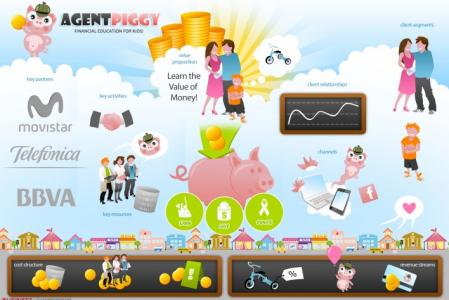 AGENTPIGGY
FINANCIAL EDUCATION FOR KIDS!
value
proposition
client segments
Learn the
Value of
Money!
key partners
key activities
client relationships
movistar
Telefonica
BBVA
channels
key resources
cost structure
revenue streams